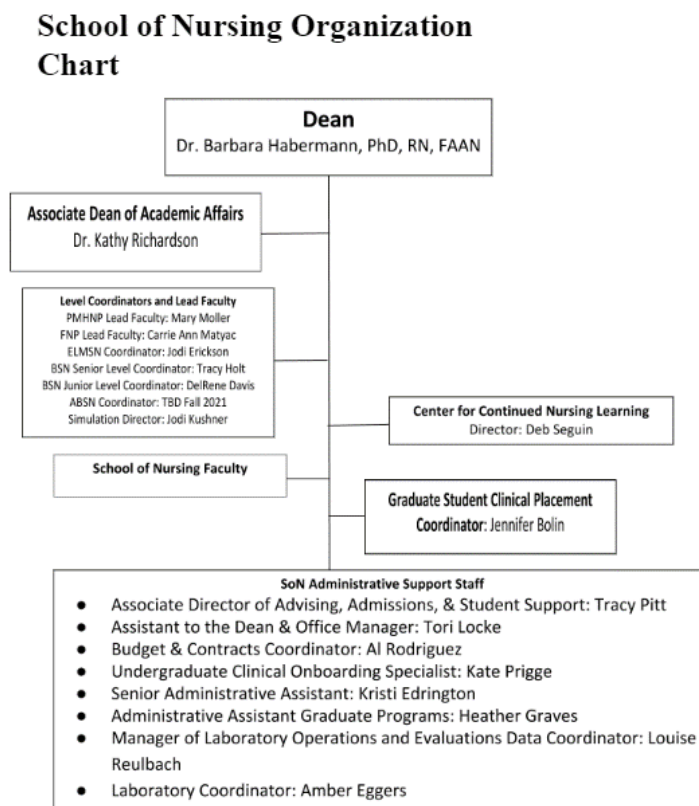 School of Nursing Organization
Chart
Dean
Dr. Barbara Habermann, PhD, RN, FAAN
Associate Dean of Academic Affairs
Dr. Kathy Richardson
Level Coordinators and Lead Faculty
PMHNP Lead Faculty: Mary Moller
FNP Lead Faculty: Carrie Ann Matyac
ELMSN Coordinator: Jodi Erickson
BSN Senior Level Coordinator: Tracy Holt
BSN Junior Level Coordinator: DelRene Davis
ABSN Coordinator: TBD Fall 2021
Simulation Director: Jodi Kushner
Center for Continued Nursing Learning
Director: Deb Seguin
School of Nursing Faculty
Graduate Student Clinical Placement
Coordinator: Jennifer Bolin
SoN Administrative Support Staff
● Associate Director of Advising, Admissions, & Student Support: Tracy Pitt
● Assistant to the Dean & Office Manager: Tori Locke
● Budget & Contracts Coordinator: Al Rodriguez
● Undergraduate Clinical Onboarding Specialist: Kate Prigge
● Senior Administrative Assistant: Kristi Edrington
● Administrative Assistant Graduate Programs: Heather Graves
● Manager of Laboratory Operations and Evaluations Data Coordinator: Louise
Reulbach
● Laboratory Coordinator: Amber Eggers